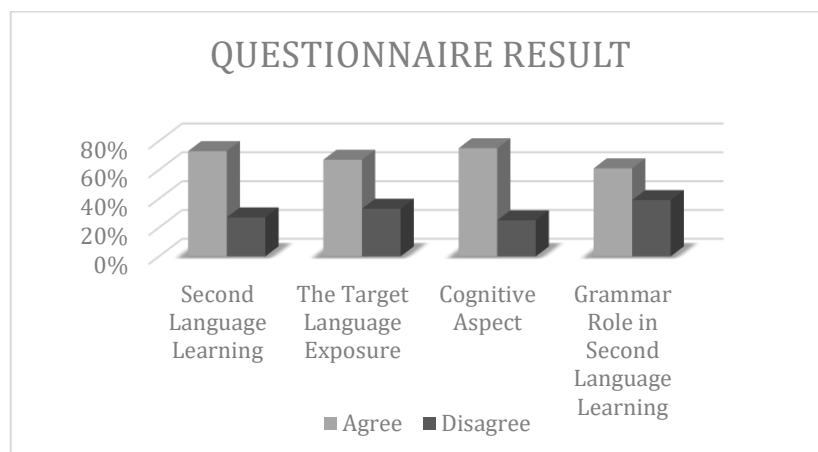 QUESTIONNAIRE RESULT
80%
60%
40%
20%
0%
Second
Language
Learning
The Target
Language
Exposure
Cognitive
Aspect
Grammar
Role in
Second
Language
Learning
Agree
Disagree